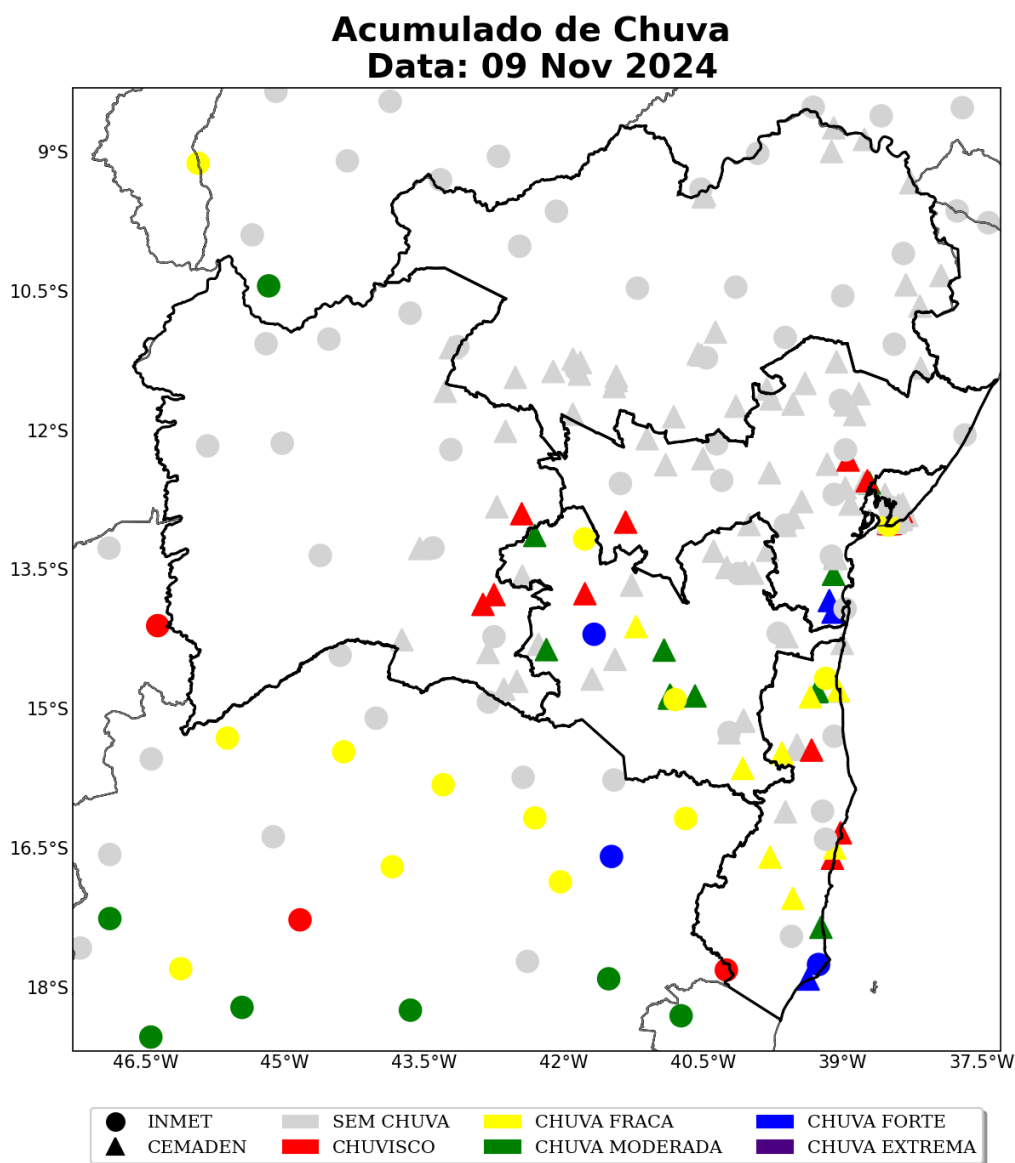 Acumulado de Chuva
Data: 09 Nov 2024
9°S
10.5°S
12°S
13.5°S
15°S
16.5°S
18°S
46.5°W 45°W 43.5°W 42°W 40.5°W 39°W 37.5°W
INMET SEM CHUVA CHUVA FRACA CHUVA FORTE
CEMADEN CHUVISCO CHUVA MODERADA CHUVA EXTREMA